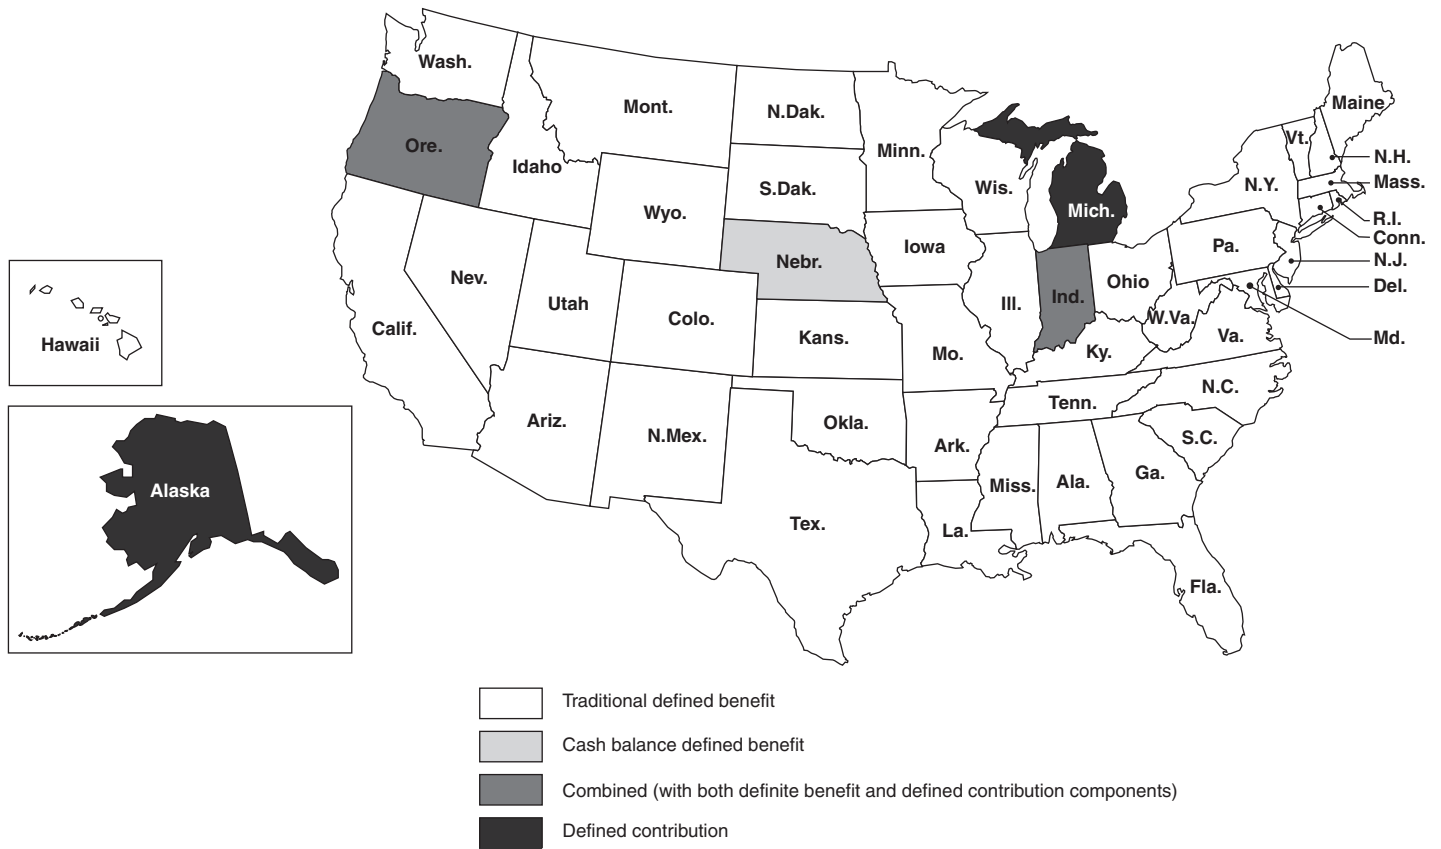 Wash.
Maine
Mont.
N.Dak.
Vt.
Ore.
Minn.
Idaho
N.H.
Mass.
N.Y.
S.Dak.
Wis.
Wyo.
Mich.
R.I.
Conn.
Iowa
Pa.
N.J.
Nebr.
Nev.
Ohio
Del.
Utah
Ill.
Ind.
W.Va.
Colo.
Calif.
Hawaii
Kans.
Va.
Md.
Mo.
Ky.
N.C.
Tenn.
Ariz.
Okla.
N.Mex.
S.C.
Ark.
Ga.
Miss.
Ala.
Alaska
Tex.
La.
Fla.
Traditional defined benefit
Cash balance defined benefit
Combined (with both definite benefit and defined contribution components)
Defined contribution